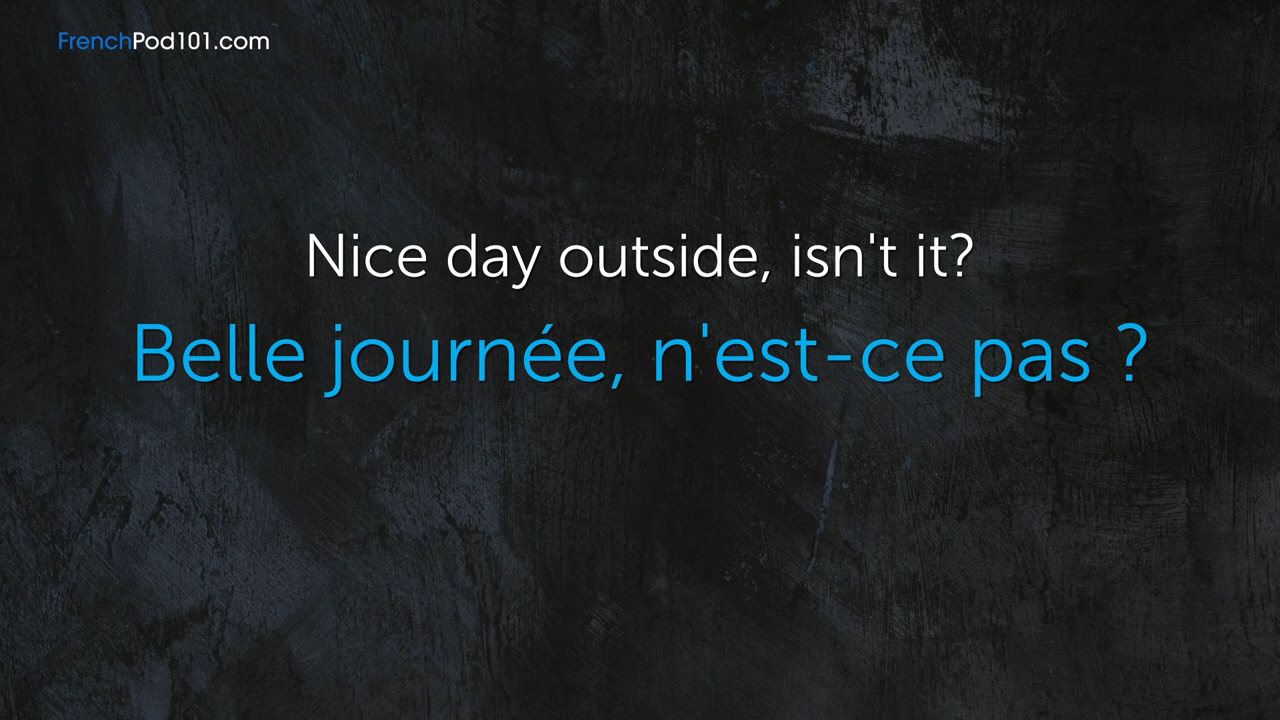 FrenchPod101.com
Nice day outside, isn't it?
Belle journée, n'est-ce pas ?